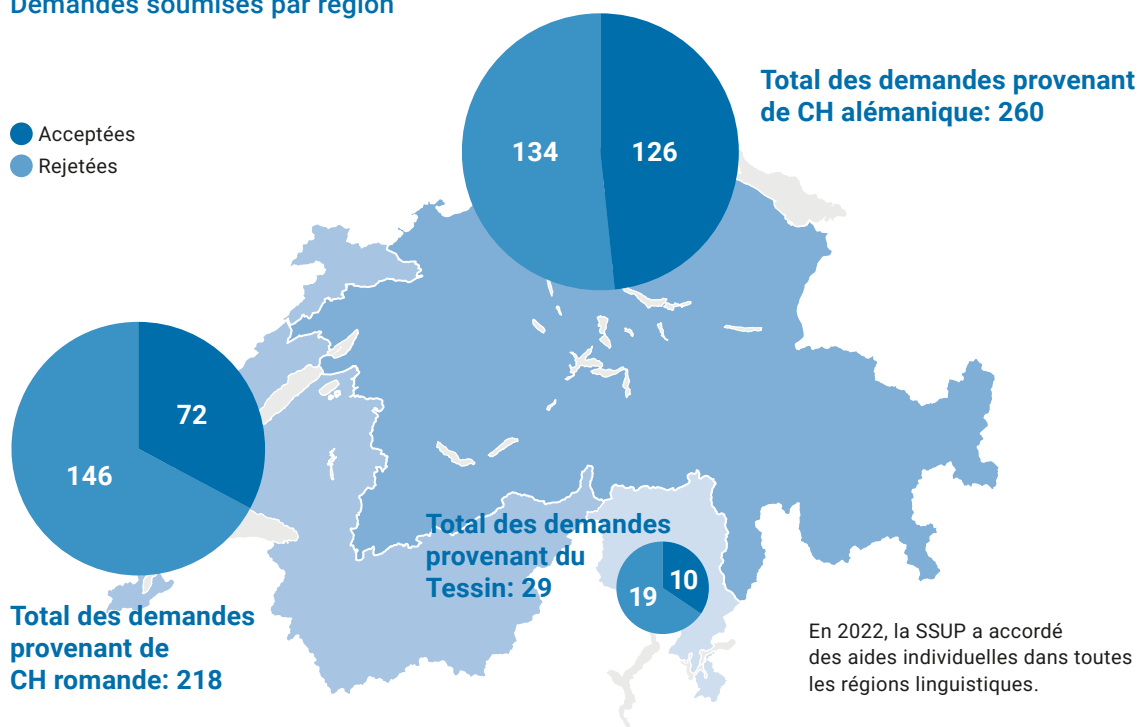 Demandes soumises par région
Total des demandes provenant
de CH alémanique: 260
Acceptées
Rejetées
134
126
72
146
Total des demandes
provenant du
Tessin: 29
10
19
Total des demandes
provenant de
CH romande: 218
En 2022, la SSUP a accordé
des aides individuelles dans toutes
les régions linguistiques.